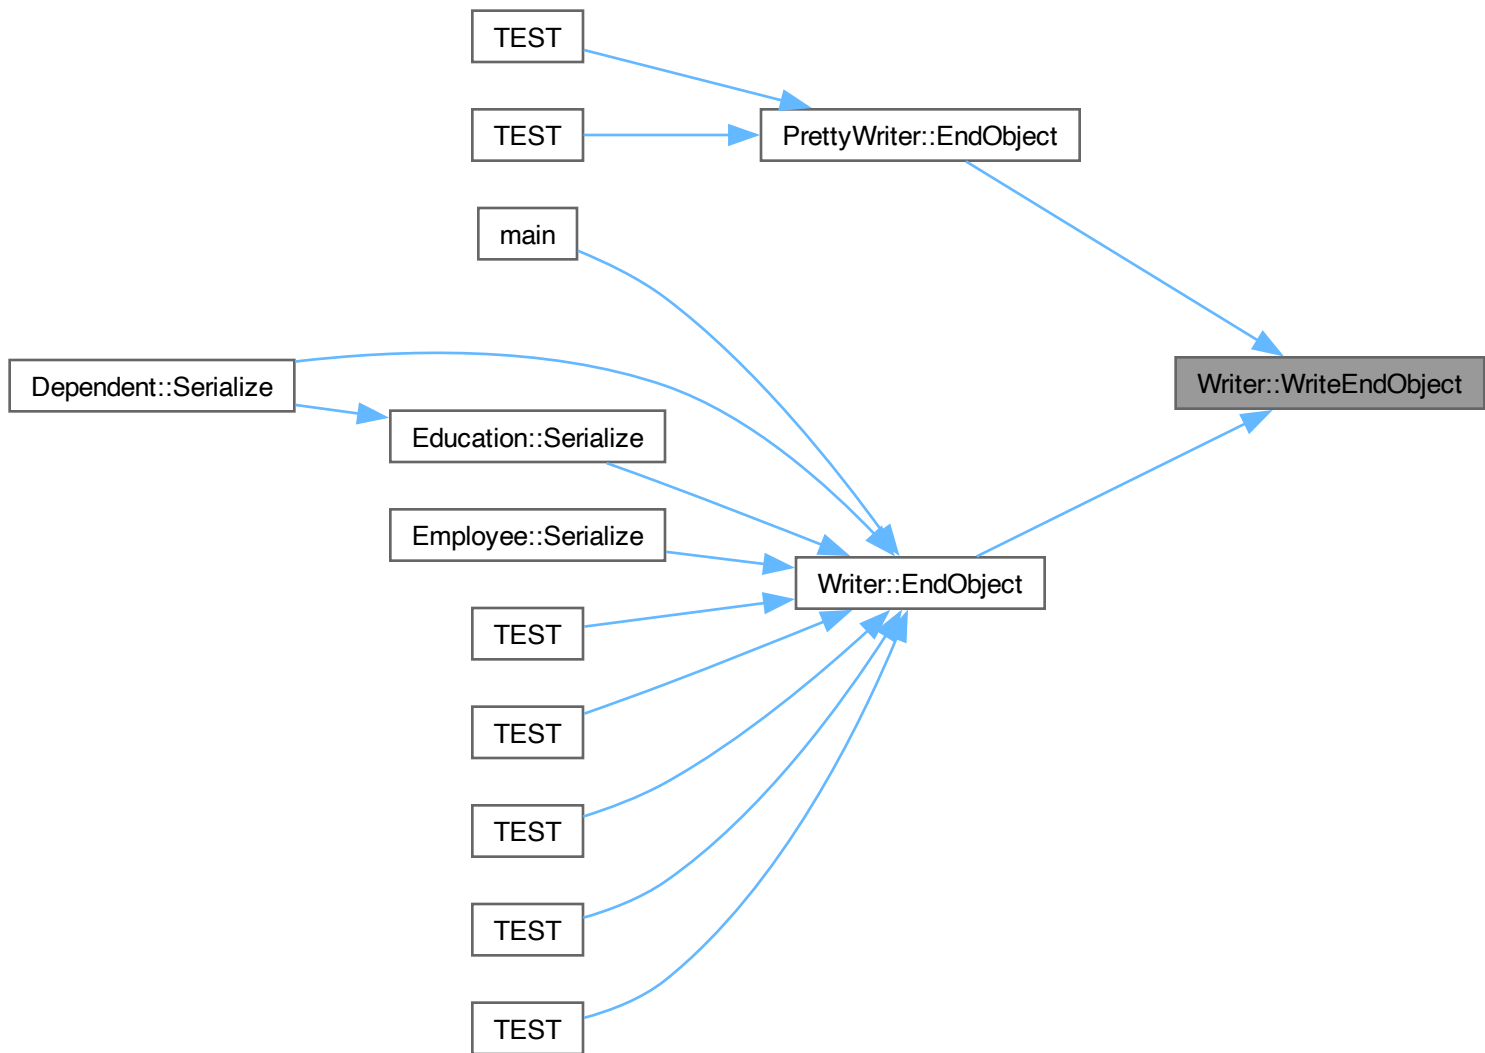 TEST
TEST
PrettyWriter::EndObject
main
Dependent::Serialize
Writer::WriteEndObject
Education::Serialize
Employee::Serialize
Writer::EndObject
TEST
TEST
TEST
TEST
TEST